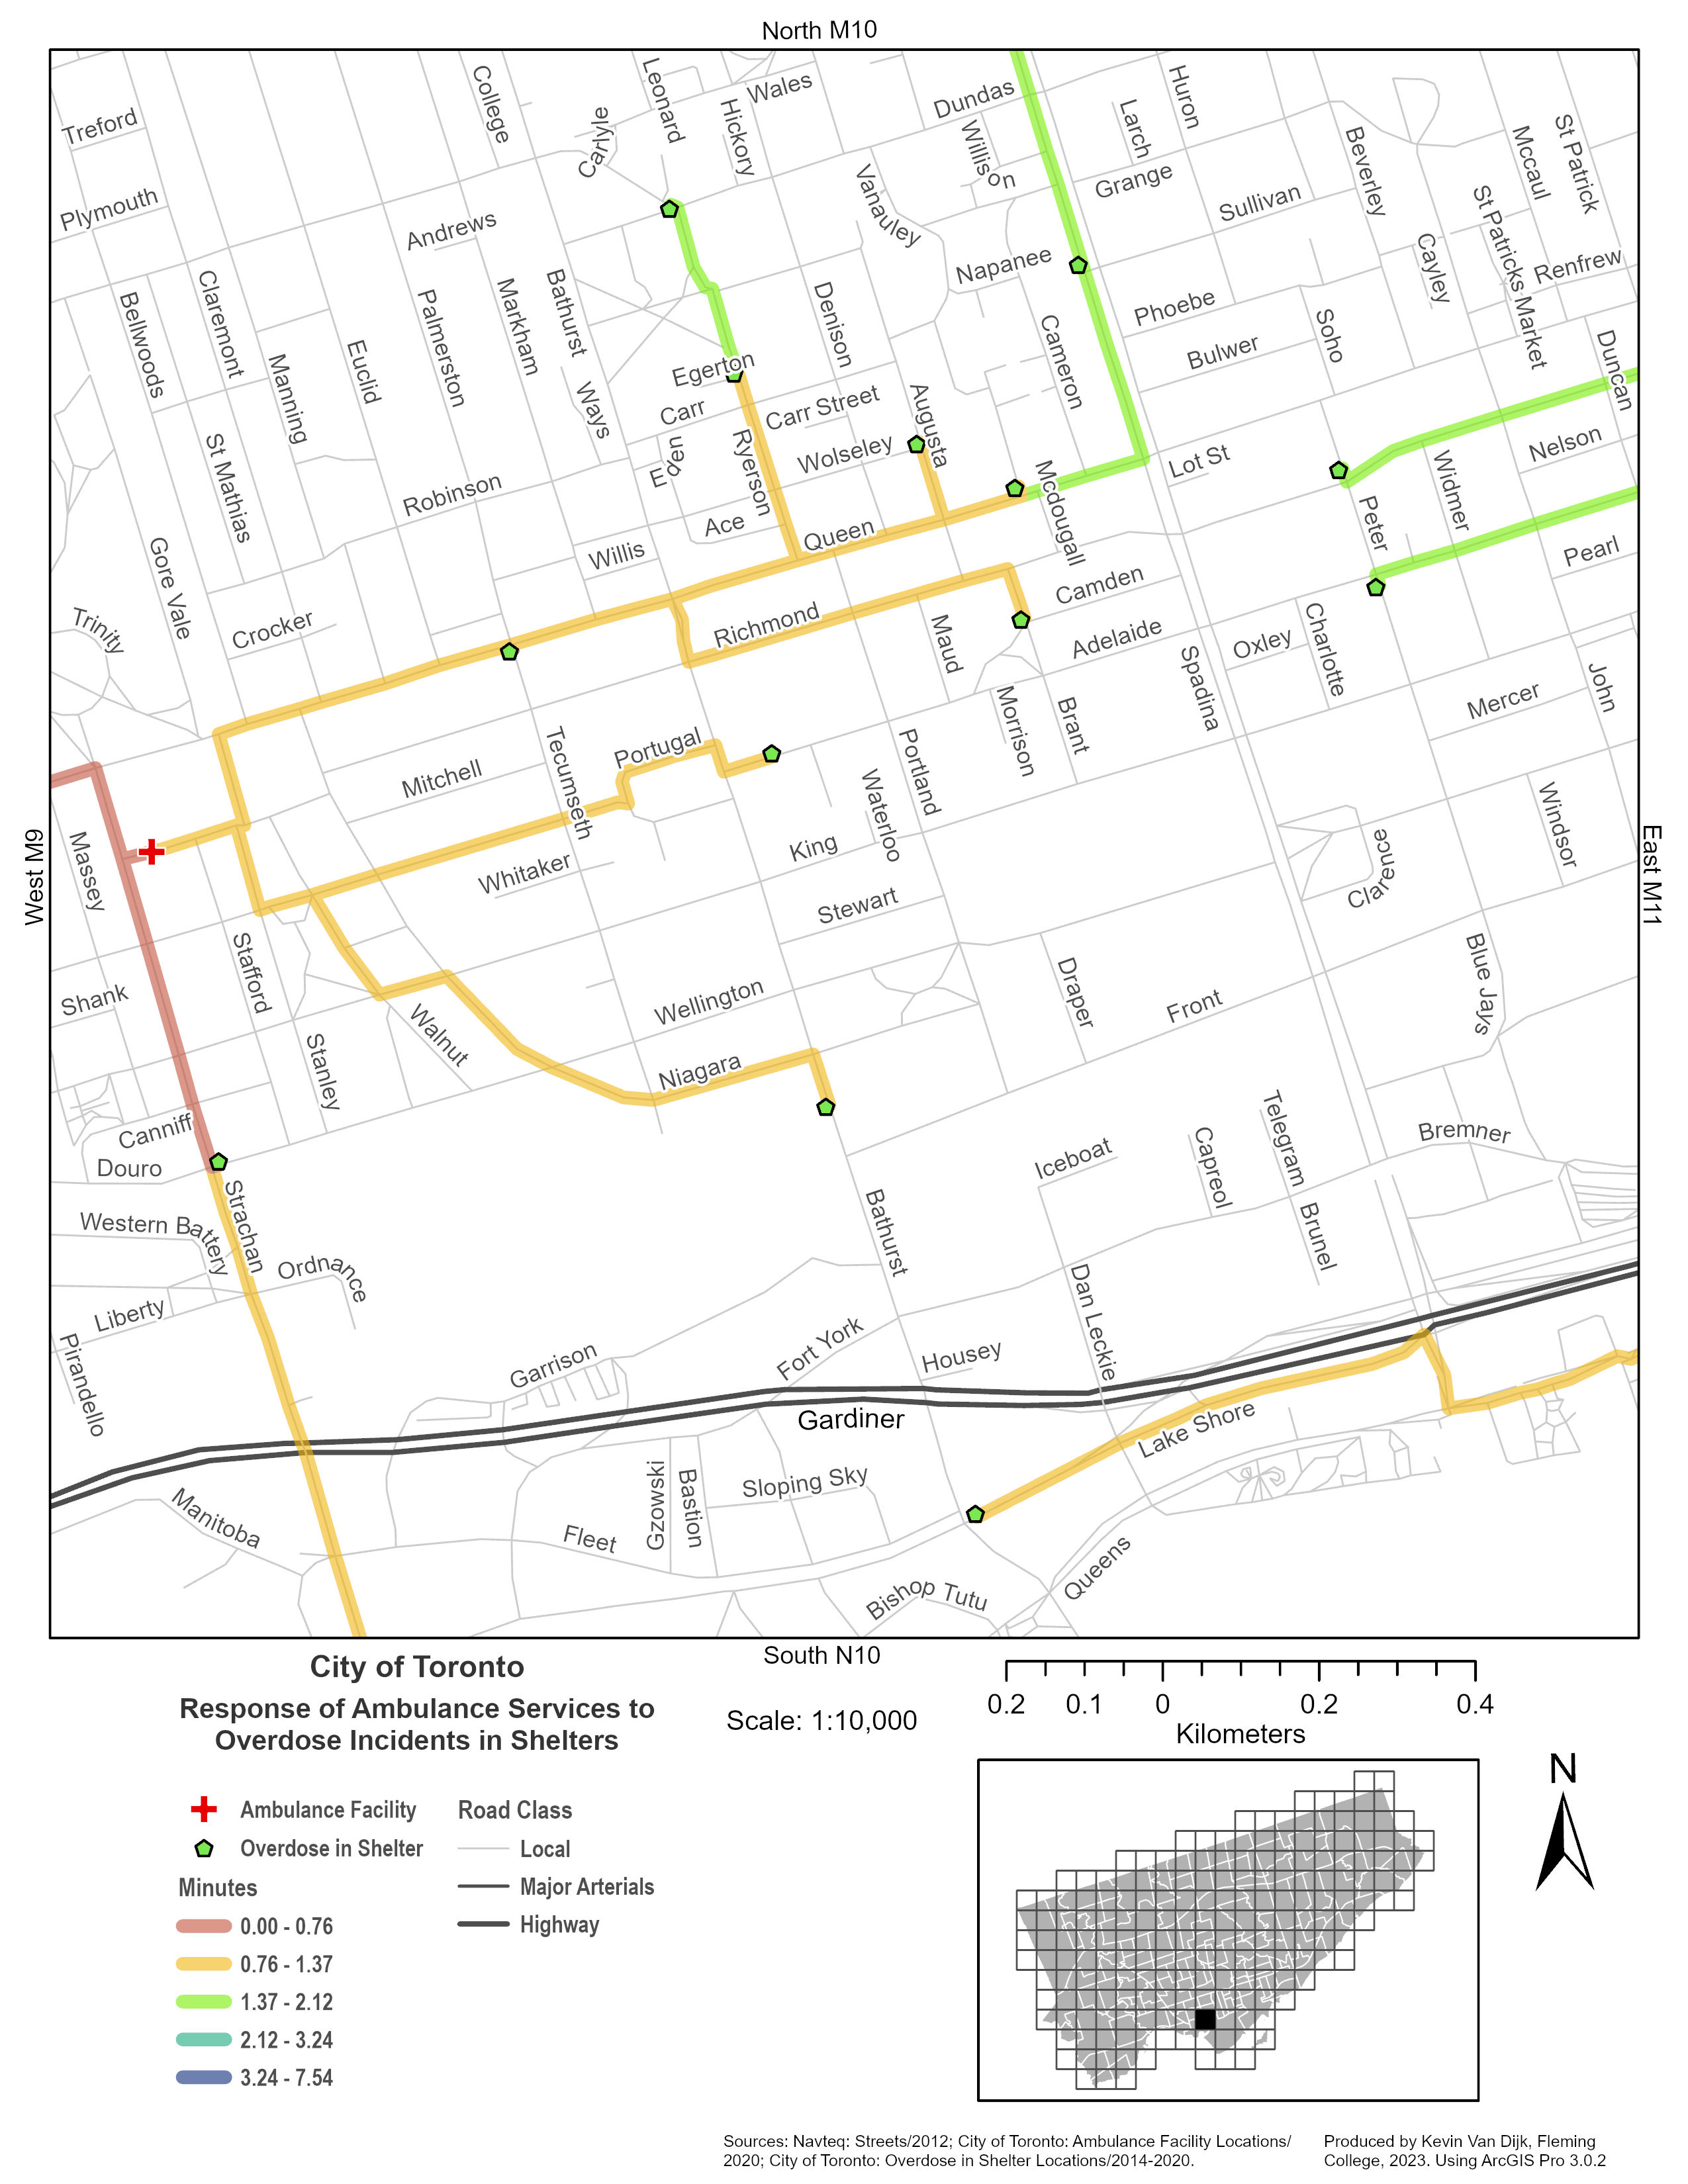 North M10
College
Leonard
Wales
Dundas
Huron
Treford
Carlyle
Hickory
Willison
Larch
Beverley
Mccaul
St Patrick
Plymouth
Andrews
Vanauley
Grange
Sullivan
St Patricks Market
Cayley
Renfrew
Napanee
Bellwoods
Claremont
Palmerston
Markham
Bathurst
Denison
Phoebe
Soho
Manning
Euclid
Egerton
Cameron
Bulwer
Duncan
Ways
Carr
Carr Street
Augusta
St Mathias
Eden
Ryerson
Wolseley
Mcdougall
Lot St
Widmer
Nelson
Robinson
Ace
Queen
Peter
Gore Vale
Willis
Camden
Pearl
Trinity
Crocker
Richmond
Maud
Adelaide
Oxley
Charlotte
Spadina
John
Mercer
Morrison
Brant
Tecumseth
Portugal
Portland
Mitchell
Waterloo
Windsor
West M9
East M11
Massey
King
Clarence
Whitaker
Stewart
Stafford
Blue Jays
Shank
Wellington
Draper
Front
Walnut
Stanley
Niagara
Telegram
Canniff
Bremner
Douro
Iceboat
Capreol
Strachan
Western Battery
Bathurst
Brunel
Ordnance
Dan Leckie
Liberty
Pirandello
Garrison
Fort York
Housey
Gardiner
Lake Shore
Manitoba
Gzowski
Bastion
Sloping Sky
Fleet
Queens
Bishop Tutu
South N10
City of Toronto
Response of Ambulance Services to
Overdose Incidents in Shelters
Scale: 1:10,000
0.2 0.1 0 0.2 0.4
Kilometers
N
Ambulance Facility
Overdose in Shelter
Minutes
0.00 - 0.76
0.76 - 1.37
1.37 - 2.12
2.12 - 3.24
3.24 - 7.54
Road Class
Local
Major Arterials
Highway
Sources: Navteq: Streets/2012; City of Toronto: Ambulance Facility Locations/
2020; City of Toronto: Overdose in Shelter Locations/2014-2020.
Produced by Kevin Van Dijk, Fleming
College, 2023. Using ArcGIS Pro 3.0.2